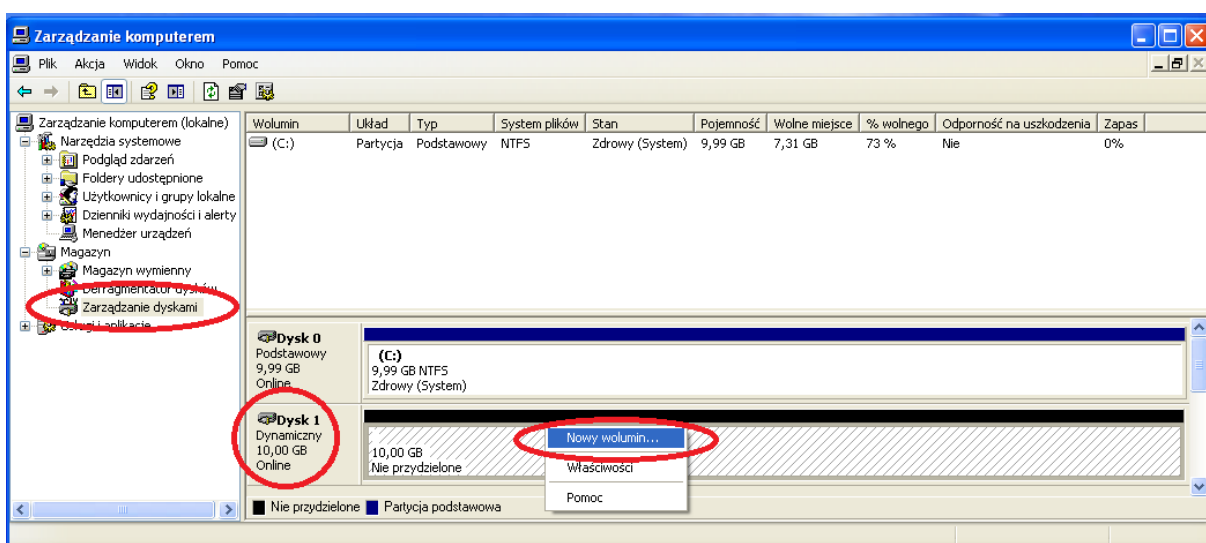 Zarządzanie komputerem
Plik Akcja Widok Okno Pomoc
Zarządzanie komputerem (lokalne)
Narzędzia systemowe
Podgląd zdarzeń
Foldery udostępnione
Użytkownicy i grupy lokalne
Dzienniki wydajności i alerty
Menedżer urządzeń
Magazyn
Magazyn wymienny
Defragmentator dysków
Zarządzanie dyskami
Usługi i aplikacje
Wolumin Układ Typ System plików Stan Pojemność Wolne miejsce % wolnego Odporność na uszkodzenia Zapas
(C:) Partycja Podstawowy NTFS Zdrowy (System) 9,99 GB 7,31 GB 73 % Nie 0%
Dysk 0
Podstawowy
9,99 GB
Online
(C:)
9,99 GB NTFS
Zdrowy (System)
Dysk 1
Dynamiczny
10,00 GB
Online
10,00 GB
Nie przydzielone
Nowy wolumin...
Właściwości
Pomoc
Nie przydzielone Partycja podstawowa